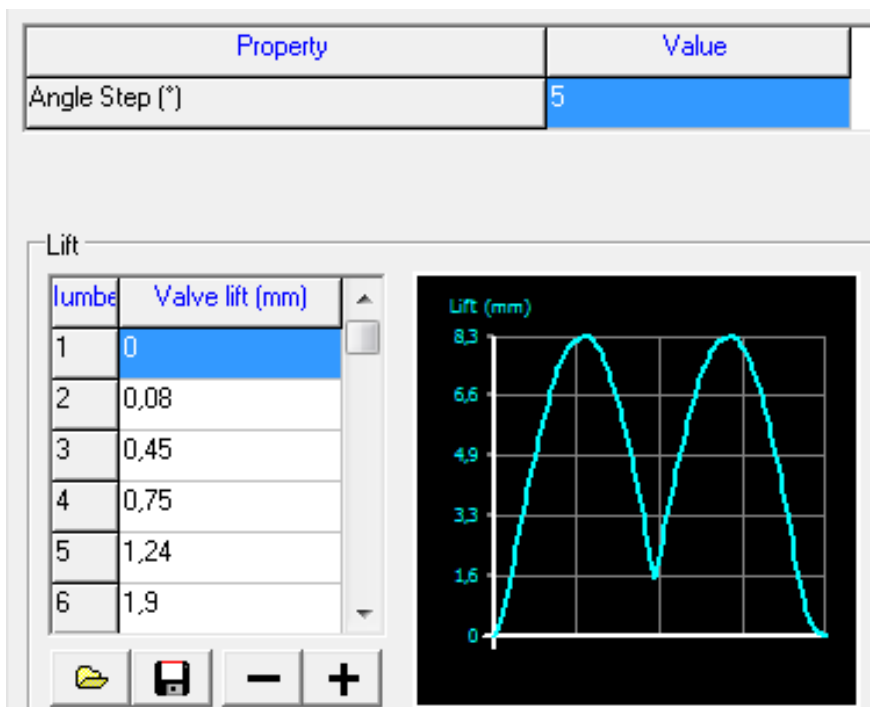 Property Value
Angle Step (°) 5
Lift
lumbe Valve lift (mm)
1 0
2 0,08
3 0,45
4 0,75
5 1,24
6 1,9
Lift (mm)
8,3
6,6
4,9
3,3
1,6
0